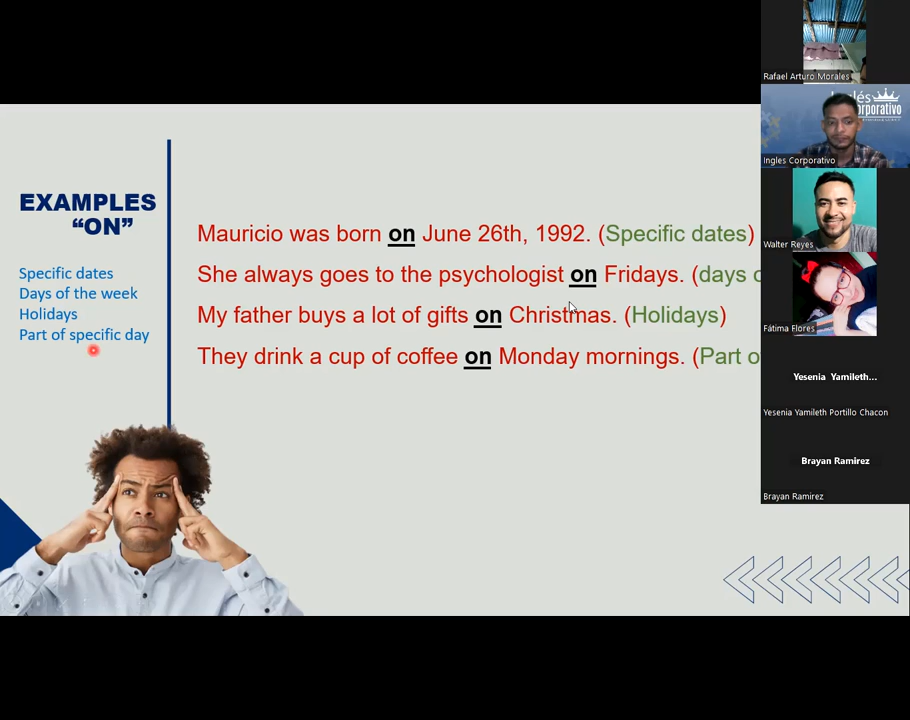 EXAMPLES
“ON”
Specific dates
Days of the week
Holidays
Part of specific day
Mauricio was born on June 26th, 1992. (Specific dates)
She always goes to the psychologist on Fridays. (days
My father buys a lot of gifts on Christmas. (Holidays)
They drink a cup of coffee on Monday mornings. (Part o
Rafael Arturo Morales
Ingles Corporativo
Walter Reyes
Fátima Flores
Yesenia Yamileth...
Yesenia Yamileth Portillo Chacon
Brayan Ramirez
Brayan Ramirez